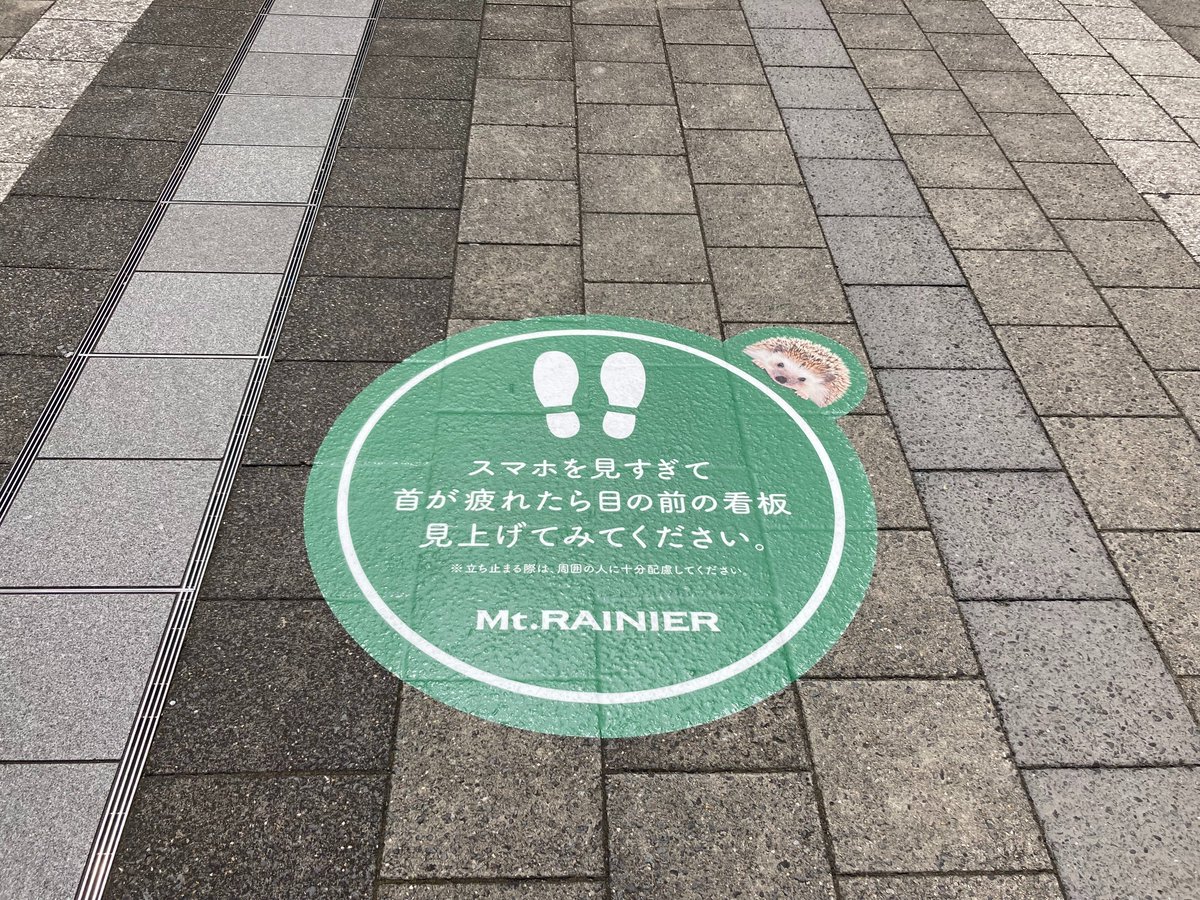 スマホを見すぎて
首が疲れたら目の前の看板
見上げてみてください。
※立ち止まる際は、周囲の人に十分配慮してください。
Mt.RAINIER